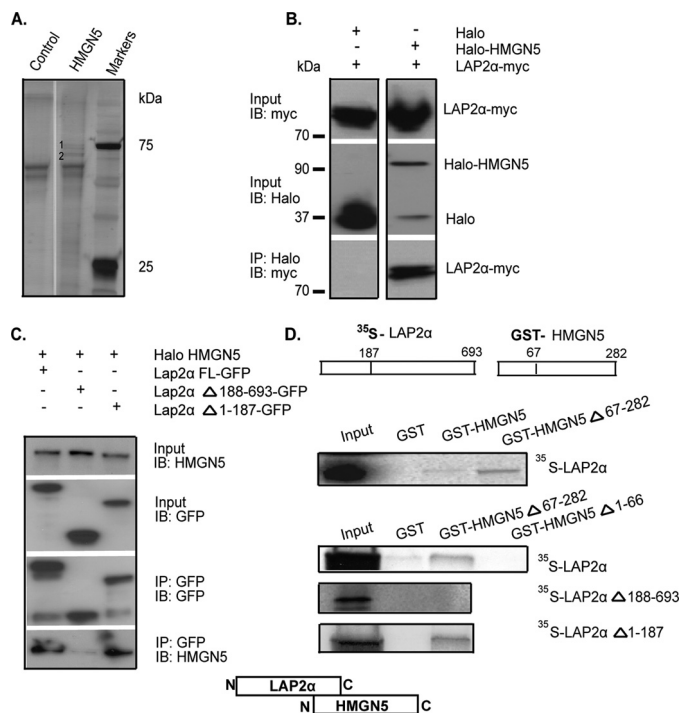 A.
Control
HMGN5
Markers
kDa
1
2
75
25
B.
Halo
Halo-HMGN5
LAP2α-myc
+ -
- +
+ +
kDa
Input
IB: myc
70
LAP2α-myc
90
Halo-HMGN5
Input
IB: Halo
37
Halo
IP: Halo
IB: myc
70
LAP2α-myc
C.
+ + + Halo HMGN5
+ - - Lap2α FL-GFP
- + - Lap2α Δ188-693-GFP
- - + Lap2α Δ1-187-GFP
Input
IB: HMGN5
Input
IB: GFP
IP: GFP
IB: GFP
IP: GFP
IB: HMGN5
D.
35S- LAP2α
187 693
GST- HMGN5
67 282
Input
GST
GST-HMGN5
GST-HMGN5 Δ67-282
35S-LAP2α
Input
GST
GST-HMGN5 Δ67-282
GST-HMGN5 Δ1-66
35S-LAP2α
35S-LAP2α Δ188-693
35S-LAP2α Δ1-187
N LAP2α C
N HMGN5 C